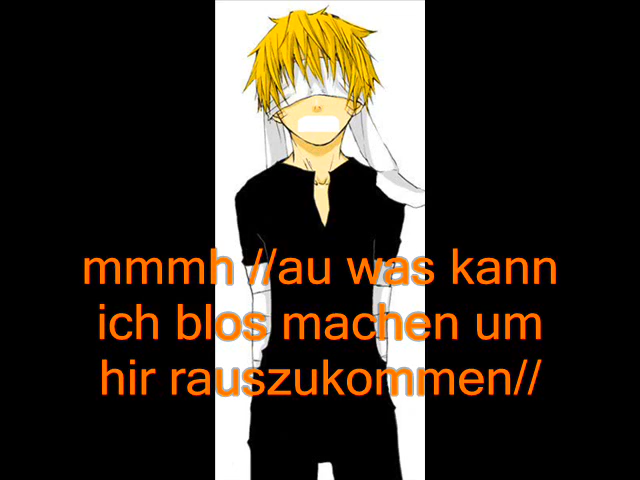 mmmh //au was kann
ich blos machen um
hir rauszukommen//